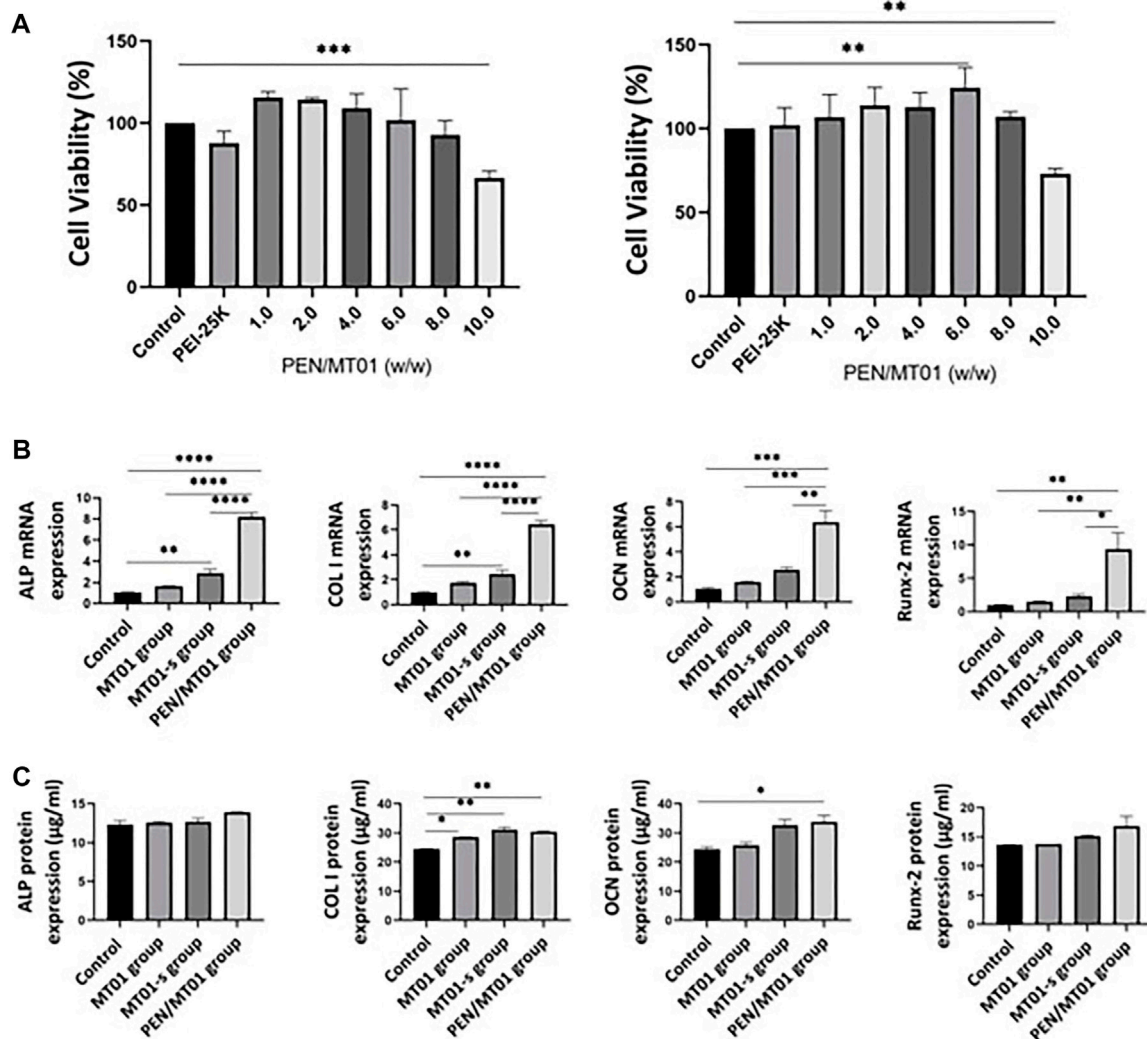 A
Cell Viability (%)
150
100
50
0
***
Control
PEI-25K
1.0
2.0
4.0
6.0
8.0
10.0
PEN/MT01 (w/w)
Cell Viability (%)
150
100
50
0
**
**
Control
PEI-25K
1.0
2.0
4.0
6.0
8.0
10.0
PEN/MT01 (w/w)
B
ALP mRNA
expression
10
8
6
4
2
0
****
****
****
**
Control
MT01 group
MT01-s group
PEN/MT01 group
COL I mRNA
expression
8
6
4
2
0
****
****
****
**
Control
MT01 group
MT01-s group
PEN/MT01 group
OCN mRNA
expression
8
6
4
2
0
***
***
**
Control
MT01 group
MT01-s group
PEN/MT01 group
Runx-2 mRNA
expression
15
10
5
0
**
**
*
Control
MT01 group
MT01-s group
PEN/MT01 group
C
ALP protein
expression (μg/ml)
15
10
5
0
Control
MT01 group
MT01-s group
PEN/MT01 group
COL I protein
expression (μg/ml)
40
30
20
10
0
**
**
*
Control
MT01 group
MT01-s group
PEN/MT01 group
OCN protein
expression (μg/ml)
40
30
20
10
0
*
Control
MT01 group
MT01-s group
PEN/MT01 group
Runx-2 protein
expression (μg/ml)
20
15
10
5
0
Control
MT01 group
MT01-s group
PEN/MT01 group